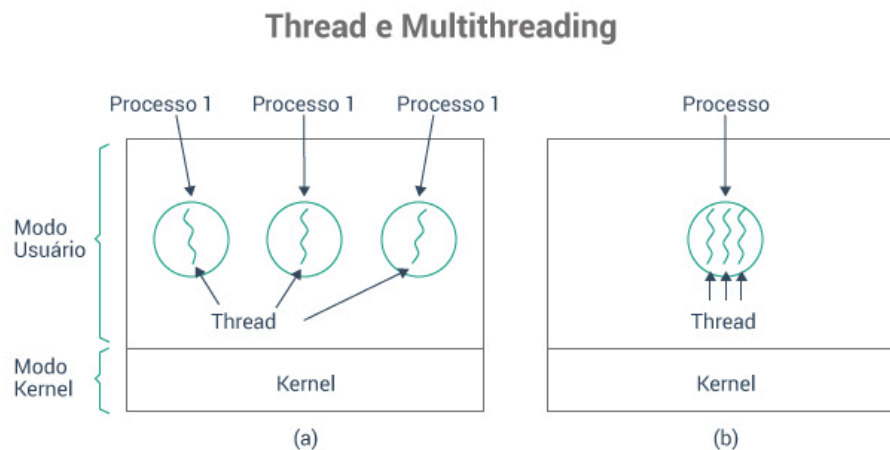 Thread e Multithreading
Processo 1 Processo 1 Processo 1
Modo
Usuário
Thread
Modo
Kernel
Kernel
(a)
Processo
Thread
Kernel
(b)